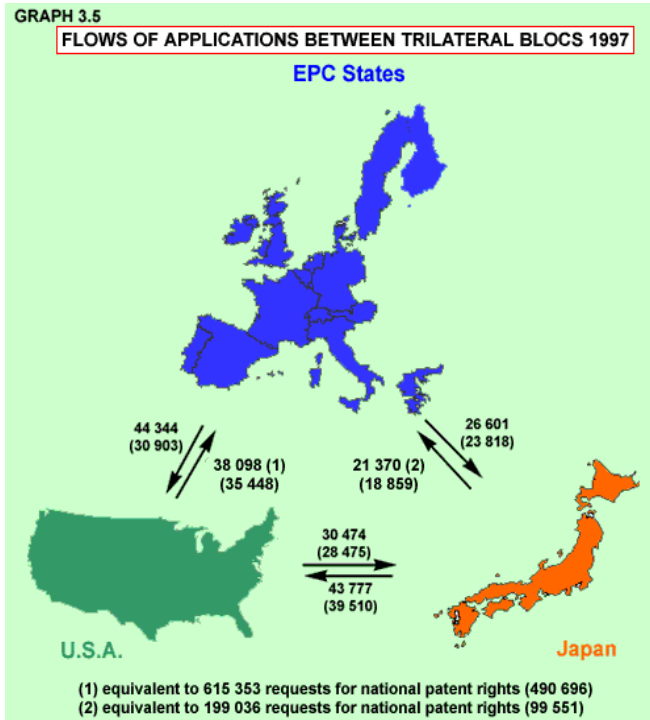 GRAPH 3.5
FLOWS OF APPLICATIONS BETWEEN TRILATERAL BLOCS 1997
EPC States
44 344
(30 903)
38 098 (1)
(35 448)
21 370 (2)
(18 859)
26 601
(23 818)
30 474
(28 475)
43 777
(39 510)
U.S.A.
Japan
(1) equivalent to 615 353 requests for national patent rights (490 696)
(2) equivalent to 199 036 requests for national patent rights (99 551)